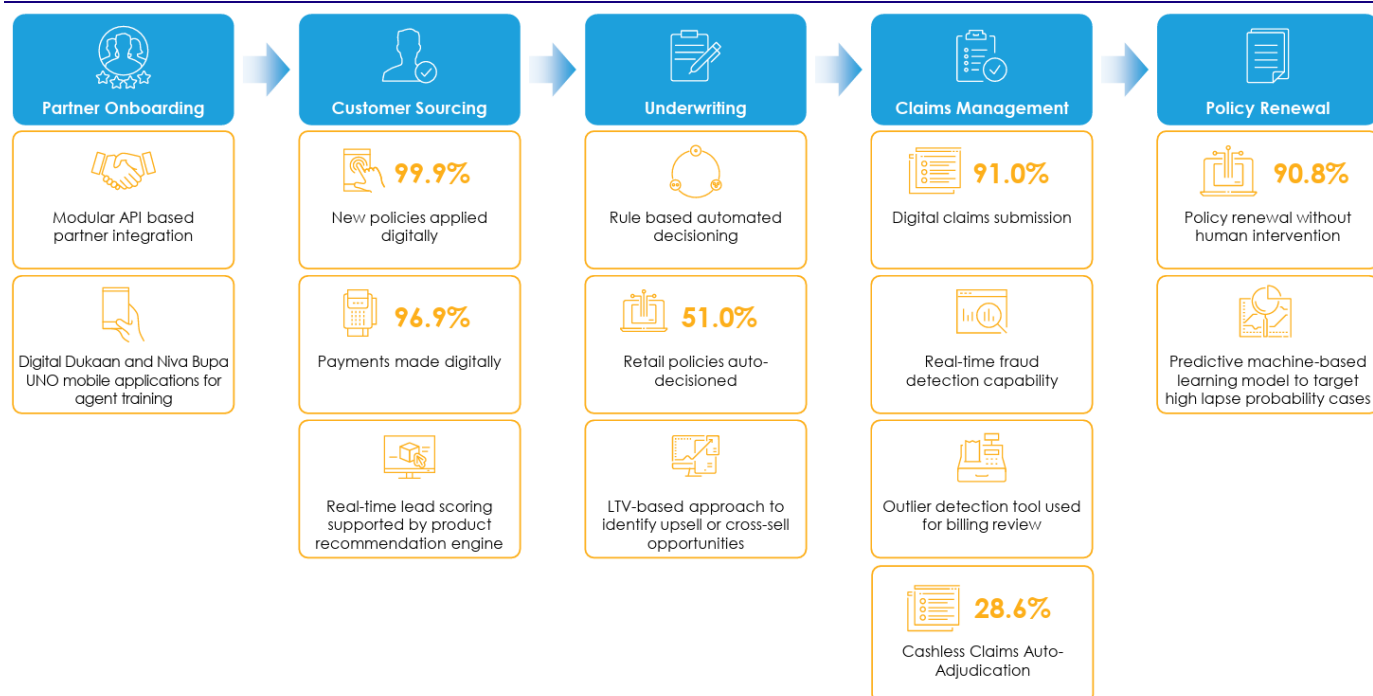 Partner Onboarding
Customer Sourcing
Underwriting
Claims Management
Policy Renewal
Modular API based
partner integration
Digital Dukaan and Niva Bupa
UNO mobile applications for
agent training
99.9%
New policies applied
digitally
96.9%
Payments made digitally
Real-time lead scoring
supported by product
recommendation engine
Rule based automated
decisioning
51.0%
Retail policies auto-
decisioned
LTV-based approach to
identify upsell or cross-sell
opportunities
91.0%
Digital claims submission
Real-time fraud
detection capability
Outlier detection tool used
for billing review
28.6%
Cashless Claims Auto-
Adjudication
90.8%
Policy renewal without
human intervention
Predictive machine-based
learning model to target
high lapse probability cases